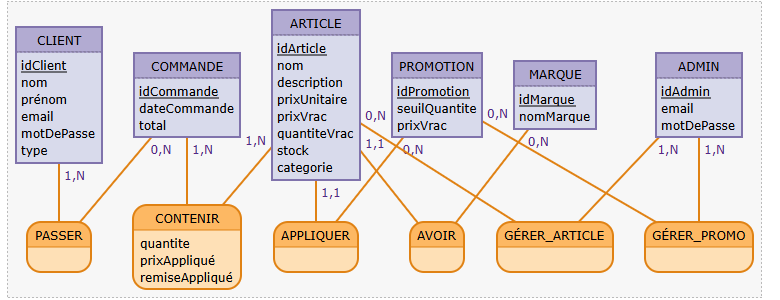 CLIENT
idClient
nom
prénom
email
motDePasse
type
COMMANDE
idCommande
dateCommande
total
ARTICLE
idArticle
nom
description
prixUnitaire
prixVrac
quantiteVrac
stock
categorie
PROMOTION
idPromotion
seuilQuantite
prixVrac
MARQUE
idMarque
nomMarque
ADMIN
idAdmin
email
motDePasse
1,N
0,N
1,N
1,N
1,1
0,N
1,1
0,N
0,N
0,N
1,N
1,N
PASSER
CONTENIR
quantite
prixAppliqué
remiseAppliqué
APPLIQUER
AVOIR
GÉRER_ARTICLE
GÉRER_PROMO